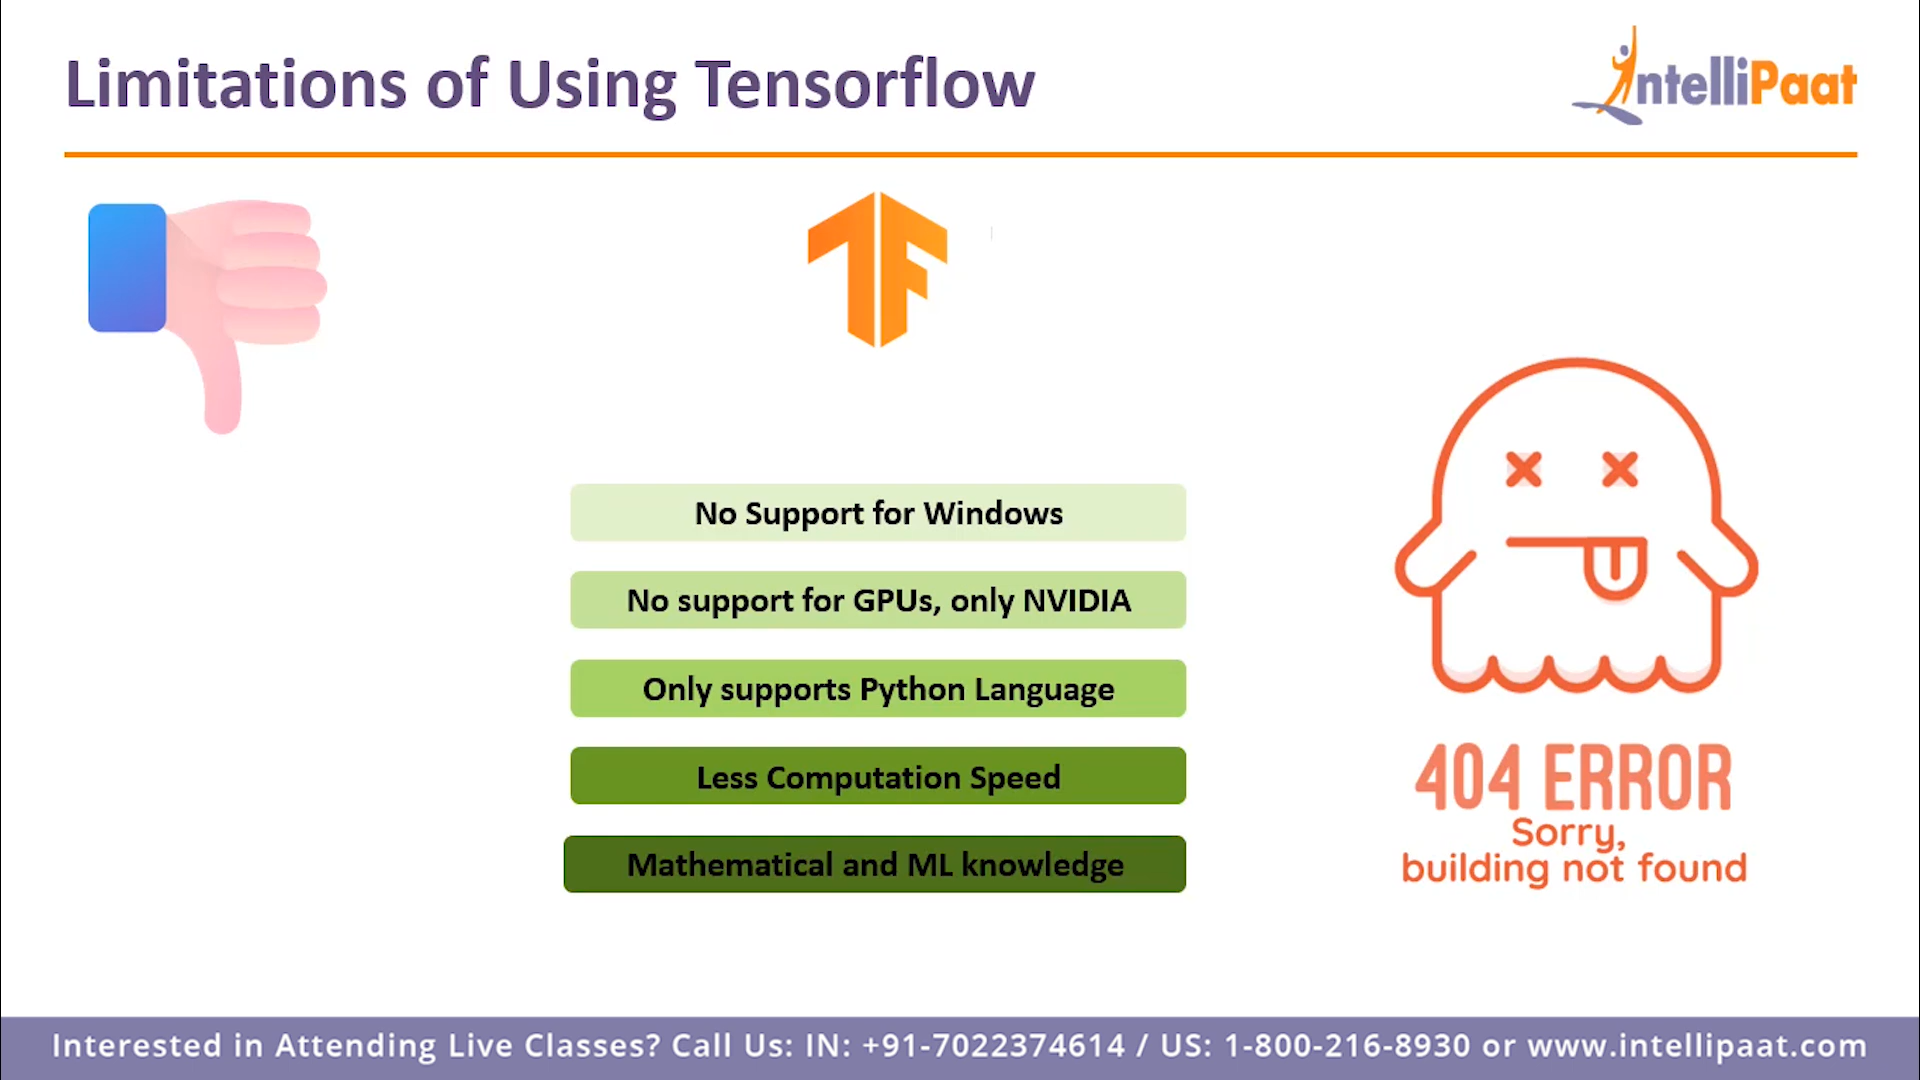 Limitations of Using Tensorflow
IntelliPaat
No Support for Windows
No support for GPUs, only NVIDIA
Only supports Python Language
Less Computation Speed
Mathematical and ML knowledge
404 ERROR
Sorry,
building not found
Interested in Attending Live Classes? Call Us: IN: +91-7022374614 / US: 1-800-216-8930 or www.intellipaat.com